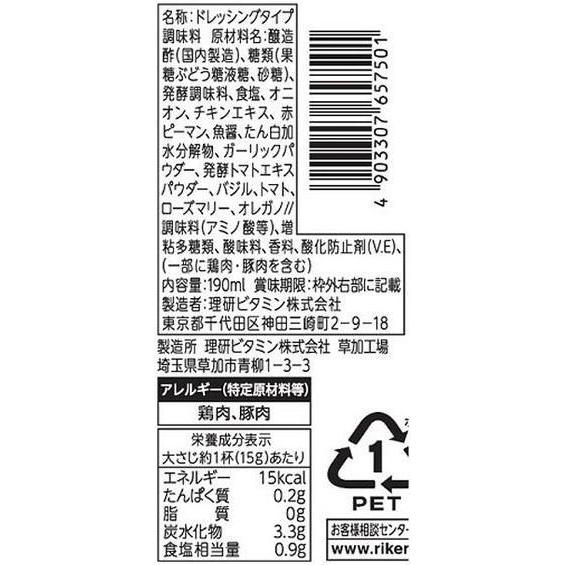 名称:ドレッシングタイプ
調味料 原材料名:醸造
酢(国内製造)、糖類(果
糖ぶどう糖液糖、砂糖)、
発酵調味料、食塩、オニ
オン、チキンエキス、赤
ピーマン、魚醤、たん白加
水分解物、ガーリックパ
ウダー、発酵トマトエキス
パウダー、バジル、トマト、
ローズマリー、オレガノ//
調味料(アミノ酸等)、増
粘多糖類、酸味料、香料、酸化防止剤(V.E)、
(一部に鶏肉・豚肉を含む)
内容量:190ml 賞味期限:枠外右部に記載
製造者:理研ビタミン株式会社
東京都千代田区神田三崎町2-9-18
4 903307 657501
製造所 理研ビタミン株式会社 草加工場
埼玉県草加市青柳1-3-3
アレルギー(特定原材料等)
鶏肉、豚肉
栄養成分表示
大さじ約1杯(15g)あたり
エネルギー 15kcal
たんぱく質 0.2g
脂質 0g
炭水化物 3.3g
食塩相当量 0.9g
1
PET
お客様相談センター
www.riker